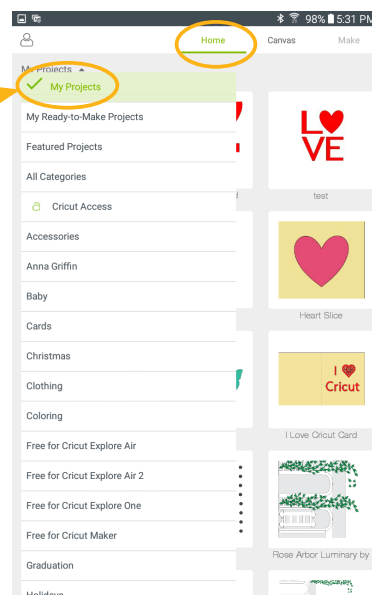 98% 5:31 PM
Home Canvas Make
My Projects
My Projects
My Ready-to-Make Projects
Featured Projects
All Categories
Cricut Access
Accessories
Anna Griffin
Baby
Cards
Christmas
Clothing
Coloring
Free for Cricut Explore Air
Free for Cricut Explore Air 2
Free for Cricut Explore One
Free for Cricut Maker
Graduation
Holidays
LOVE
test
Heart Slice
I
Cricut
I Love Cricut Card
Rose Arbor Luminary by